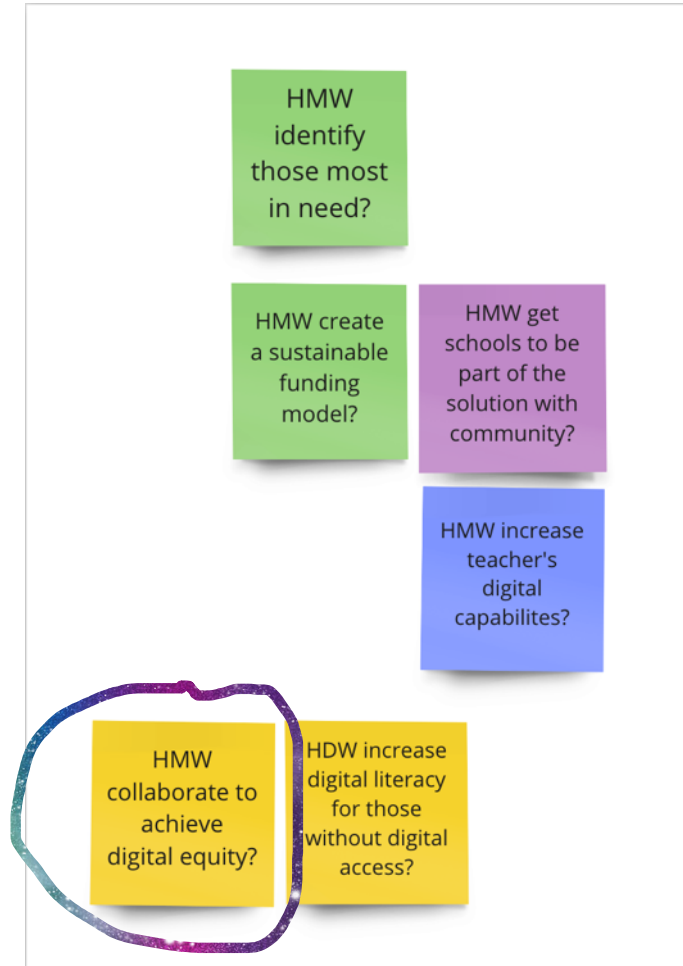 HMW
identify
those most
in need?
HMW create
a sustainable
funding
model?
HMW get
schools to be
part of the
solution with
community?
HMW increase
teacher's
digital
capabilites?
HMW
collaborate to
achieve
digital equity?
HDW increase
digital literacy
for those
without digital
access?